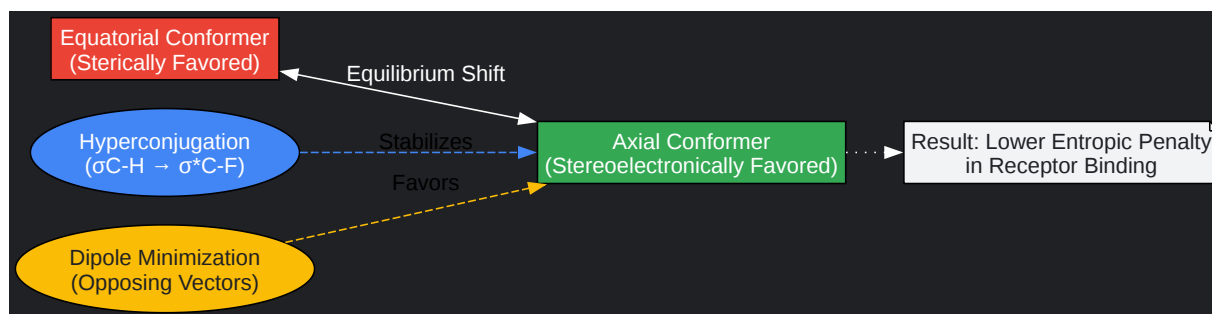 Equatorial Conformer
(Sterically Favored)
Equilibrium Shift
Hyperconjugation
(σC-H → σ*C-F)
Stabilizes
Axial Conformer
(Stereoelectronically Favored)
Result: Lower Entropic Penalty
in Receptor Binding
Favors
Dipole Minimization
(Opposing Vectors)